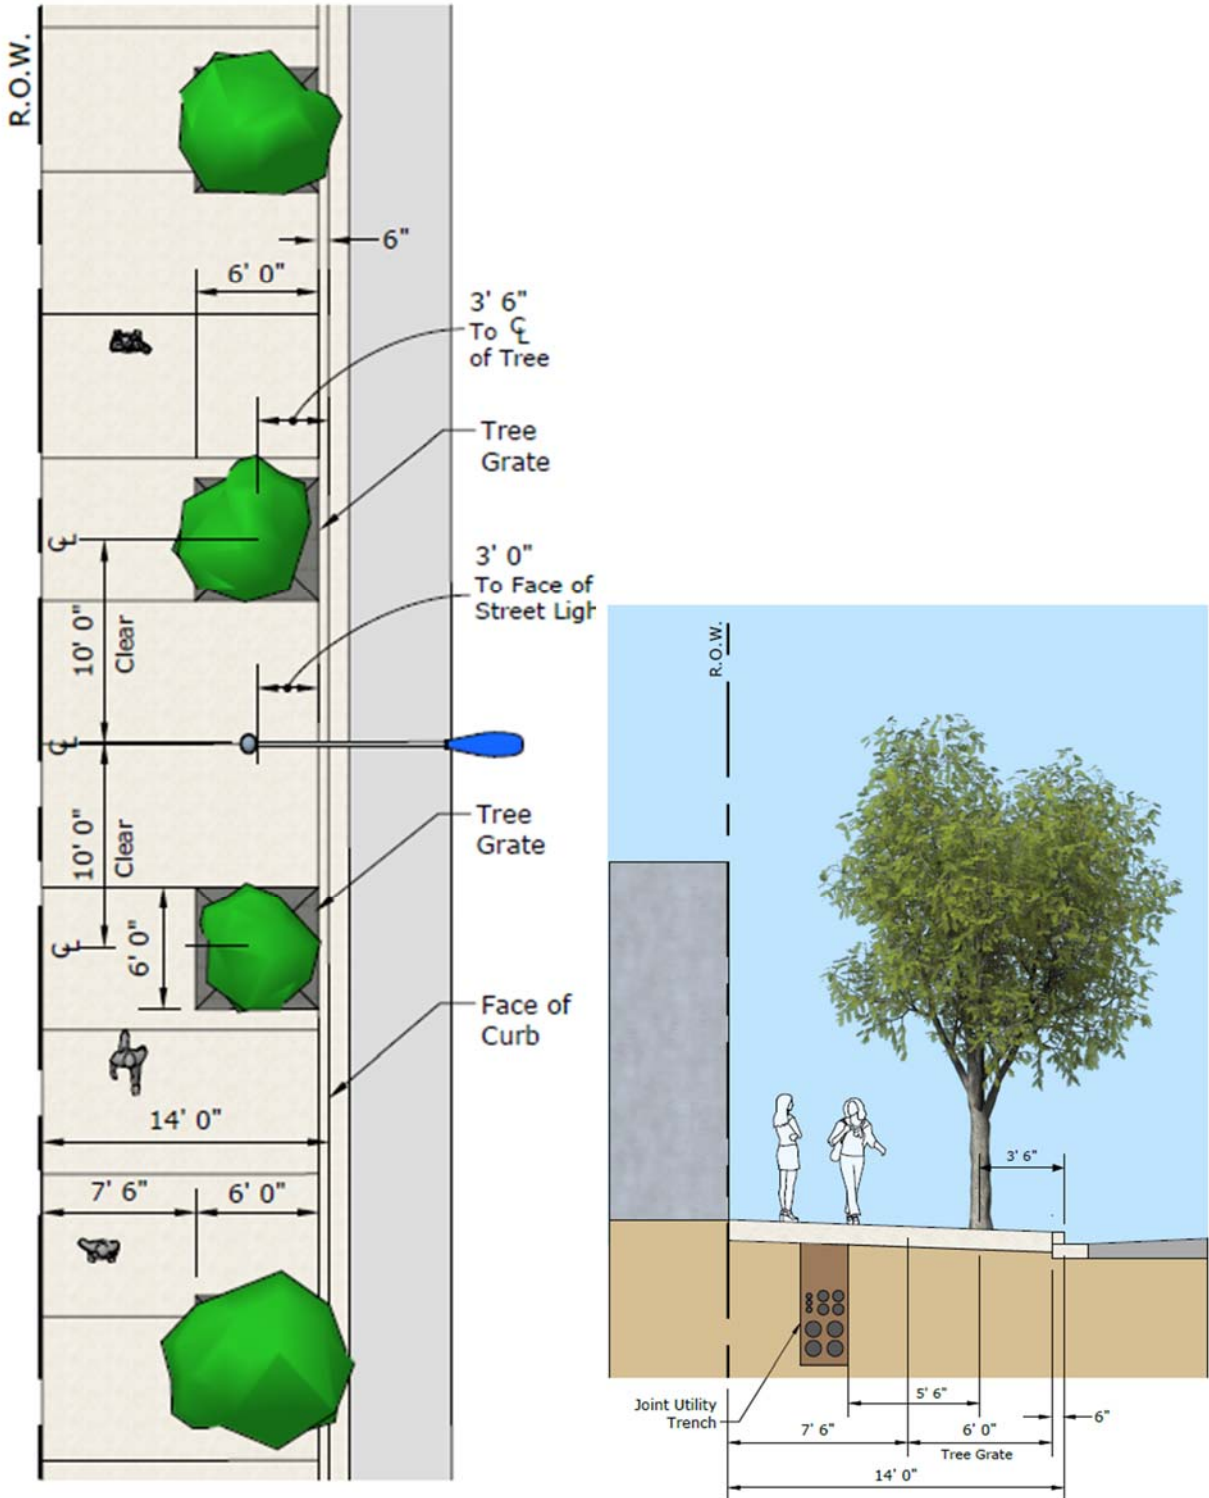 R.O.W.
6"
6' 0"
3' 6"
To ℄
of Tree
Tree
Grate
℄
3' 0"
To Face of
Street Ligh
10' 0"
Clear
℄
10' 0"
Clear
Tree
Grate
℄
6' 0"
Face of
Curb
14' 0"
7' 6"
6' 0"
R.O.W.
3' 6"
Joint Utility
Trench
5' 6"
6"
7' 6"
6' 0"
Tree Grate
14' 0"